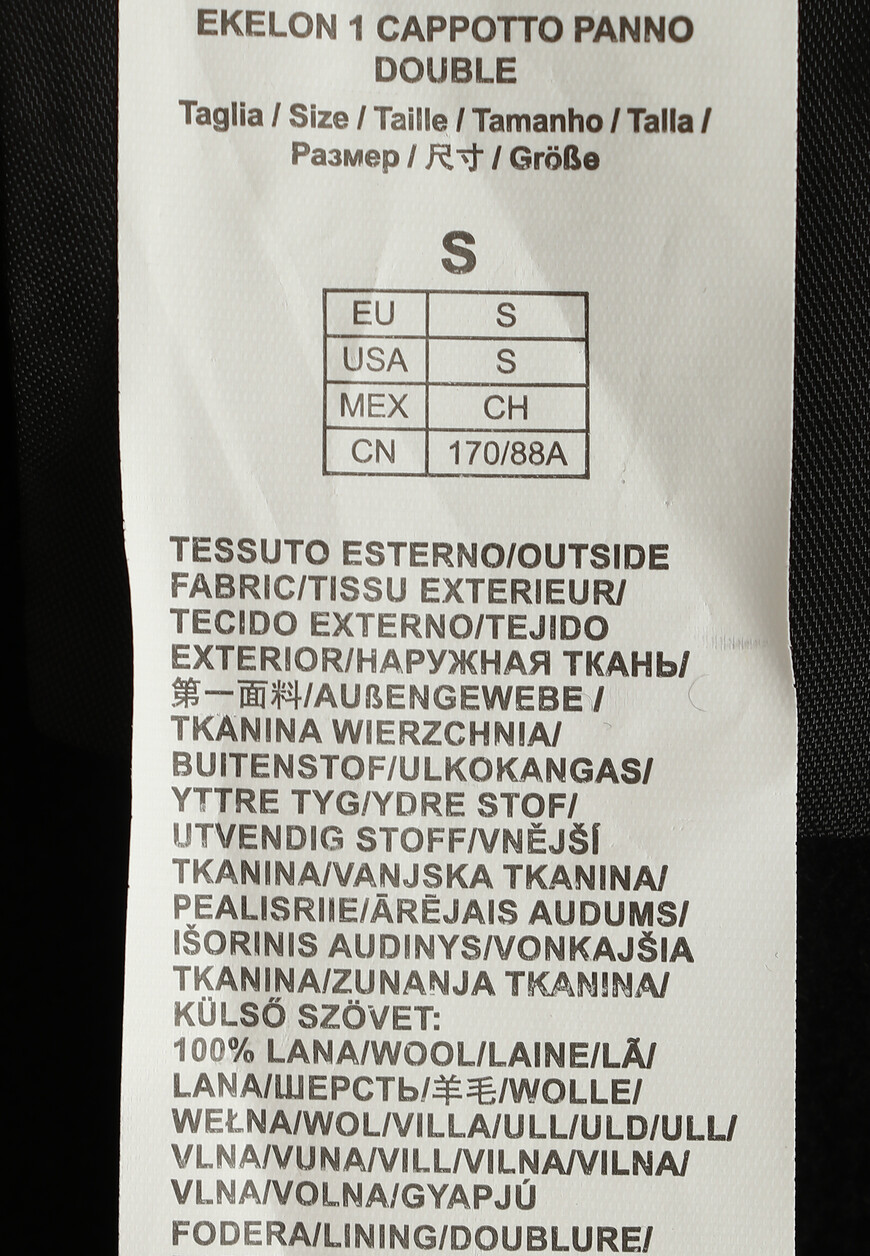 EKELON 1 CAPPOTTO PANNO
DOUBLE
Taglia / Size / Taille / Tamanho / Talla /
Размер / 尺寸 / Größe
S
EU S
USA S
MEX CH
CN 170/88A
TESSUTO ESTERNO/OUTSIDE
FABRIC/TISSU EXTERIEUR/
TECIDO EXTERNO/TEJIDO
EXTERIOR/НАРУЖНАЯ ТКАНЬ/
第一面料/AUßENGEWEBE /
TKANINA WIERZCHNIA/
BUITENSTOF/ULKOKANGAS/
YTTRE TYG/YDRE STOF/
UTVENDIG STOFF/VNĚJŠÍ
TKANINA/VANJSKA TKANINA/
PEALISRIIE/ĀRĒJAIS AUDUMS/
IŠORINIS AUDINYS/VONKAJŠIA
TKANINA/ZUNANJA TKANINA/
KÜLSŐ SZÖVET:
100% LANA/WOOL/LAINE/LÃ/
LANA/ШЕРСТЬ/羊毛/WOLLE/
WEŁNA/WOL/VILLA/ULL/ULD/ULL/
VLNA/VUNA/VILL/VILNA/VILNA/
VLNA/VOLNA/GYAPJÚ
FODERA/LINING/DOUBLURE/